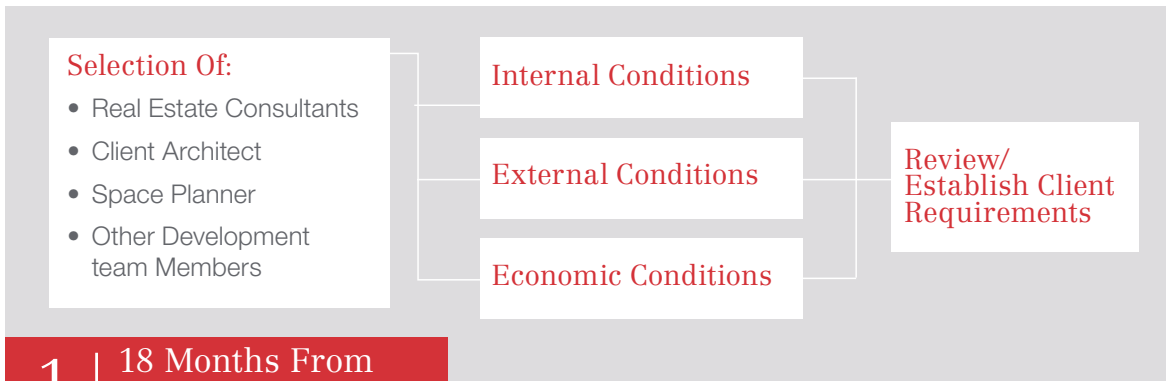 Selection Of:
• Real Estate Consultants
• Client Architect
• Space Planner
• Other Development
team Members
Internal Conditions
External Conditions
Economic Conditions
Review/
Establish Client
Requirements
1 | 18 Months From